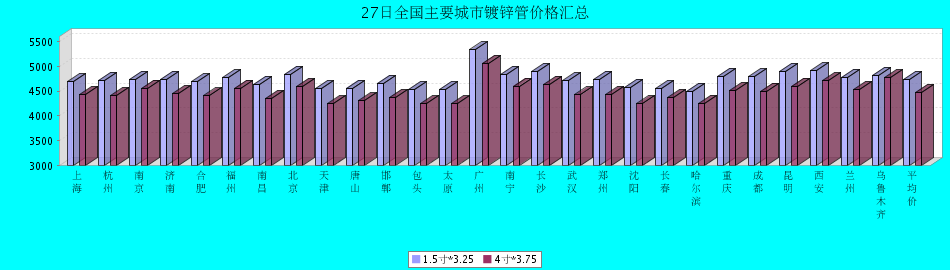 27日全国主要城市镀锌管价格汇总
5500
5000
4500
4000
3500
3000
上海
杭州
南京
济南
合肥
福州
南昌
北京
天津
唐山
邯郸
包头
太原
广州
南宁
长沙
武汉
郑州
沈阳
长春
哈尔滨
重庆
成都
昆明
西安
兰州
乌鲁木齐
平均价
1.5寸*3.25 4寸*3.75